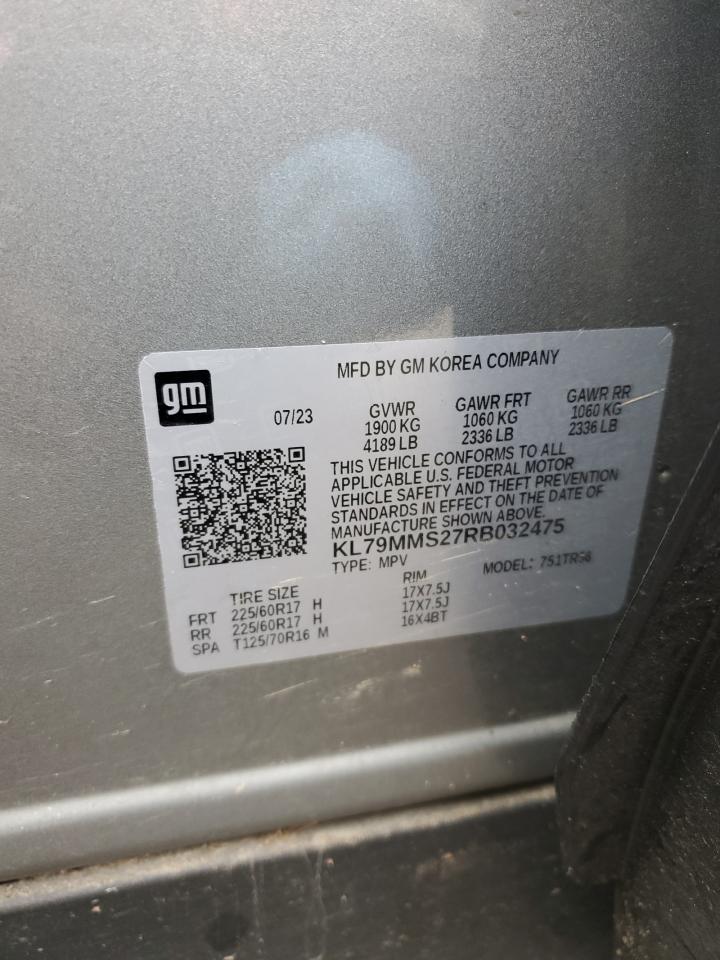 gm
MFD BY GM KOREA COMPANY
07/23
GVWR
1900 KG
4189 LB
GAWR FRT
1060 KG
2336 LB
GAWR RR
1060 KG
2336 LB
THIS VEHICLE CONFORMS TO ALL
APPLICABLE U.S. FEDERAL MOTOR
VEHICLE SAFETY AND THEFT PREVENTION
STANDARDS IN EFFECT ON THE DATE OF
MANUFACTURE SHOWN ABOVE.
KL79MMS27RB032475
TYPE: MPV MODEL:
TIRE SIZE RIM
FRT 225/60R17 H 17X7.5J
RR 225/60R17 H 17X7.5J
SPA T125/70R16 M 16X4BT